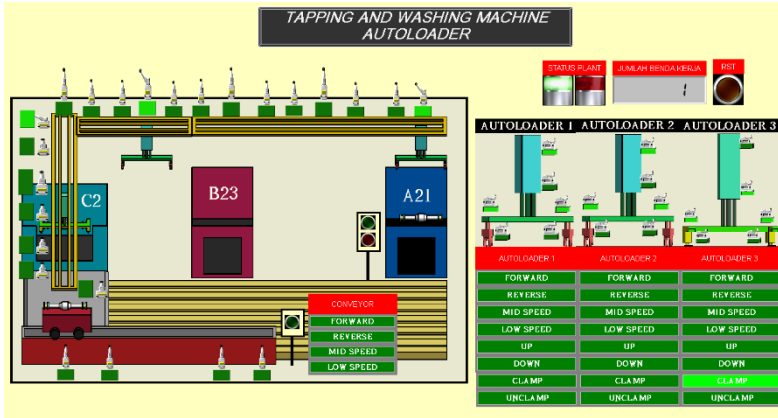 TAPPING AND WASHING MACHINE
AUTOLOADER
STATUS PLANT
JUMLAH BENDA KERJA
RST
1
AUTOLOADER 1
AUTOLOADER 2
AUTOLOADER 3
C2
B23
A21
AUTOLOADER 1
AUTOLOADER 2
AUTOLOADER 3
FORWARD
FORWARD
FORWARD
REVERSE
REVERSE
REVERSE
MID SPEED
MID SPEED
MID SPEED
LOW SPEED
LOW SPEED
LOW SPEED
UP
UP
UP
DOWN
DOWN
DOWN
CLAMP
CLAMP
CLAMP
UNCLAMP
UNCLAMP
UNCLAMP
CONVEYOR
FORWARD
REVERSE
MID SPEED
LOW SPEED